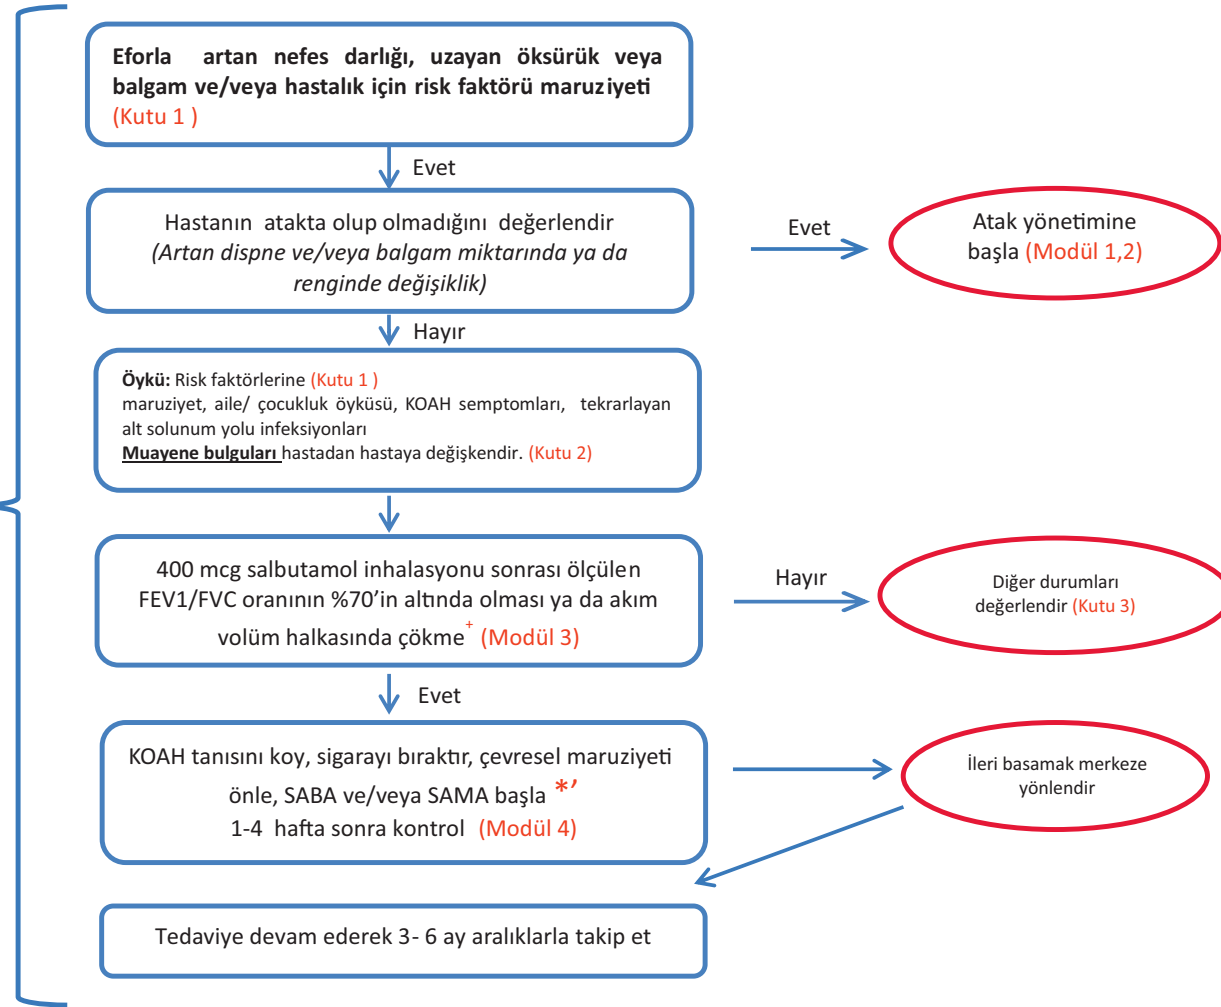 Eforla artan nefes darlığı, uzayan öksürük veya
balgam ve/veya hastalık için risk faktörü maruziyeti
(Kutu 1 )
Evet
Hastanın atakta olup olmadığını değerlendir
(Artan dispne ve/veya balgam miktarında ya da
renginde değişiklik)
Evet
Atak yönetimine
başla (Modül 1,2)
Hayır
Öykü: Risk faktörlerine (Kutu 1 )
maruziyet, aile/ çocukluk öyküsü, KOAH semptomları, tekrarlayan
alt solunum yolu infeksiyonları
Muayene bulguları hastadan hastaya değişkendir. (Kutu 2)
400 mcg salbutamol inhalasyonu sonrası ölçülen
FEV1/FVC oranının %70’in altında olması ya da akım
volüm halkasında çökme+ (Modül 3)
Hayır
Diğer durumları
değerlendir (Kutu 3)
Evet
KOAH tanısını koy, sigarayı bıraktır, çevresel maruziyeti
önle, SABA ve/veya SAMA başla *’
1-4 hafta sonra kontrol (Modül 4)
İleri basamak merkeze
yönlendir
Tedaviye devam ederek 3- 6 ay aralıklarla takip et